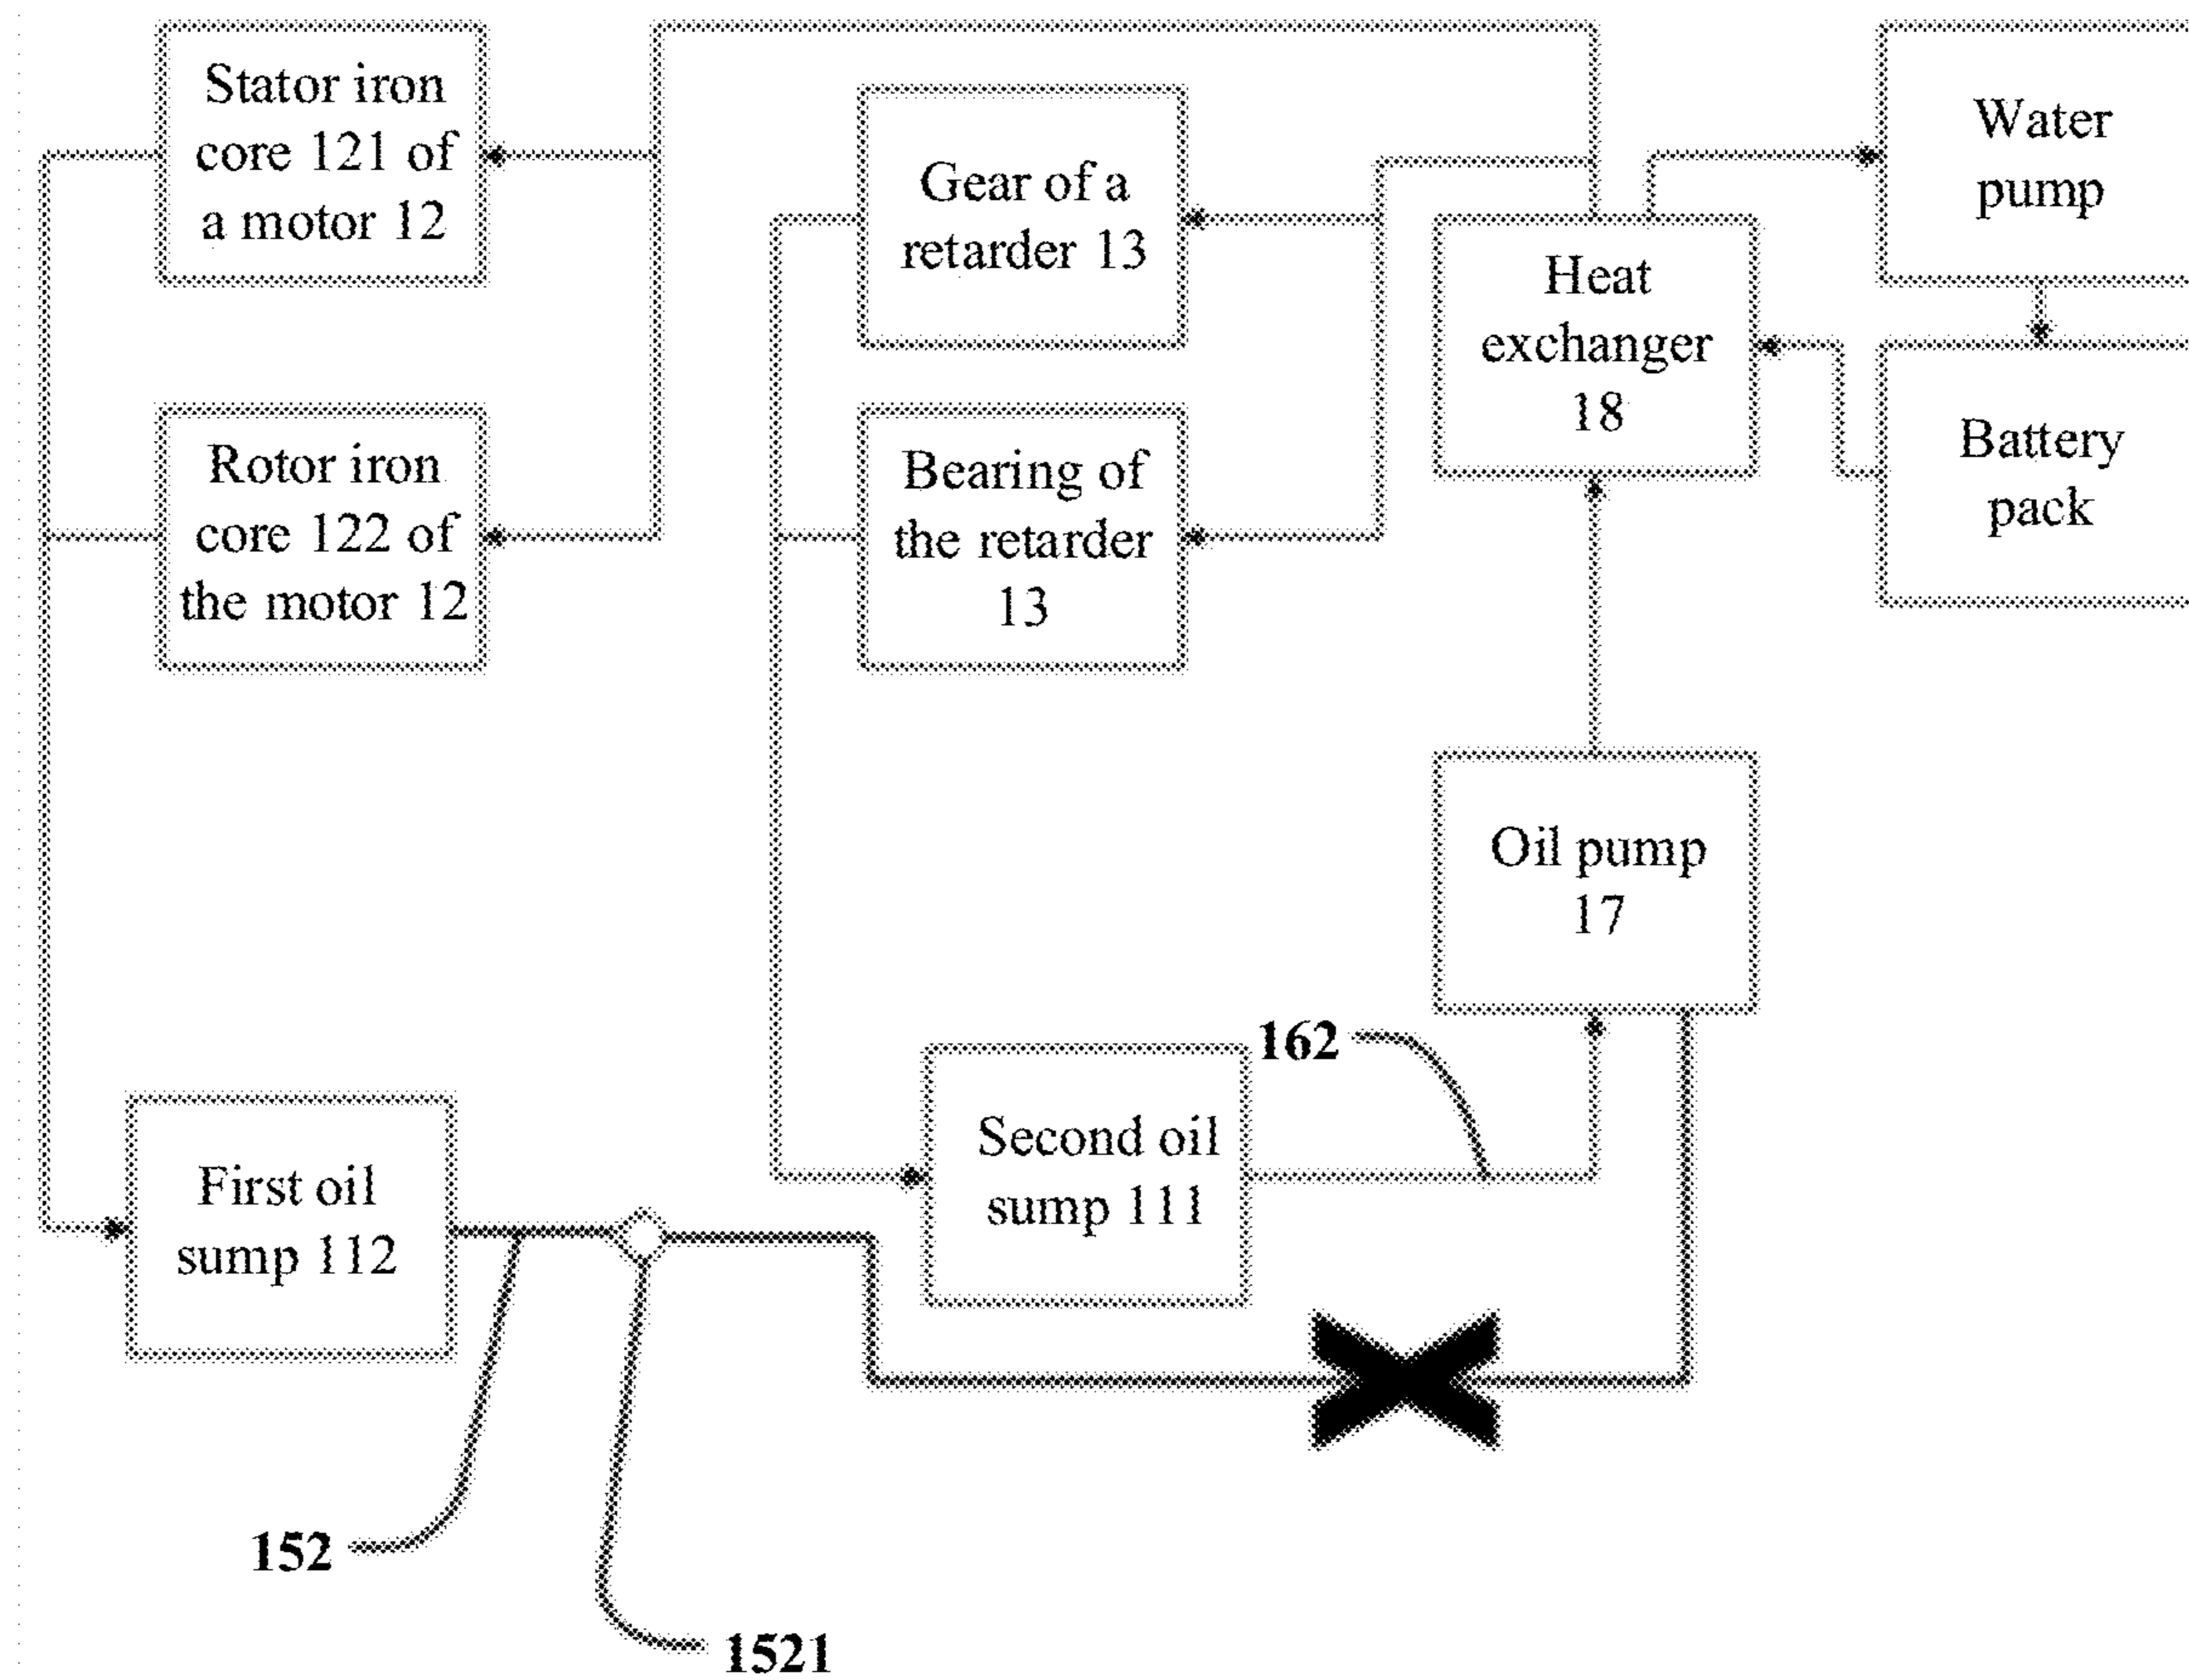 Stator iron
core 121 of
a motor 12
Gear of a
retarder 13
Water
pump
Heat
exchanger
18
Rotor iron
core 122 of
the motor 12
Bearing of
the retarder
13
Battery
pack
Oil pump
17
162
Second oil
sump 111
First oil
sump 112
152
1521